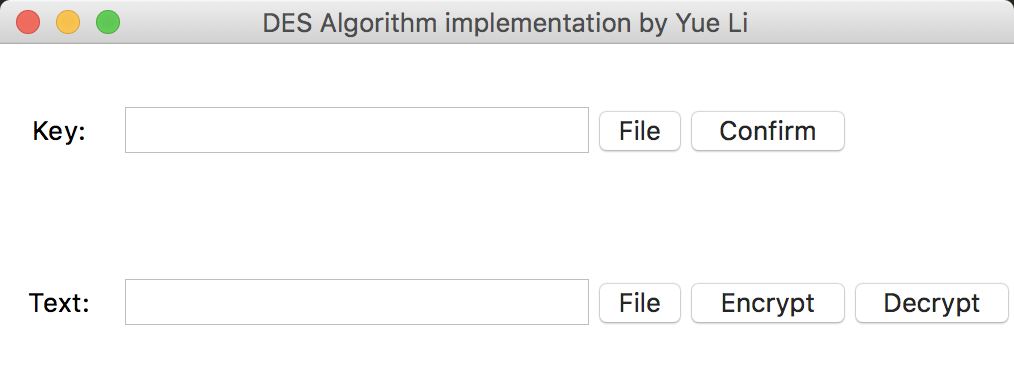 DES Algorithm implementation by Yue Li
Key: File Confirm
Text: File Encrypt Decrypt